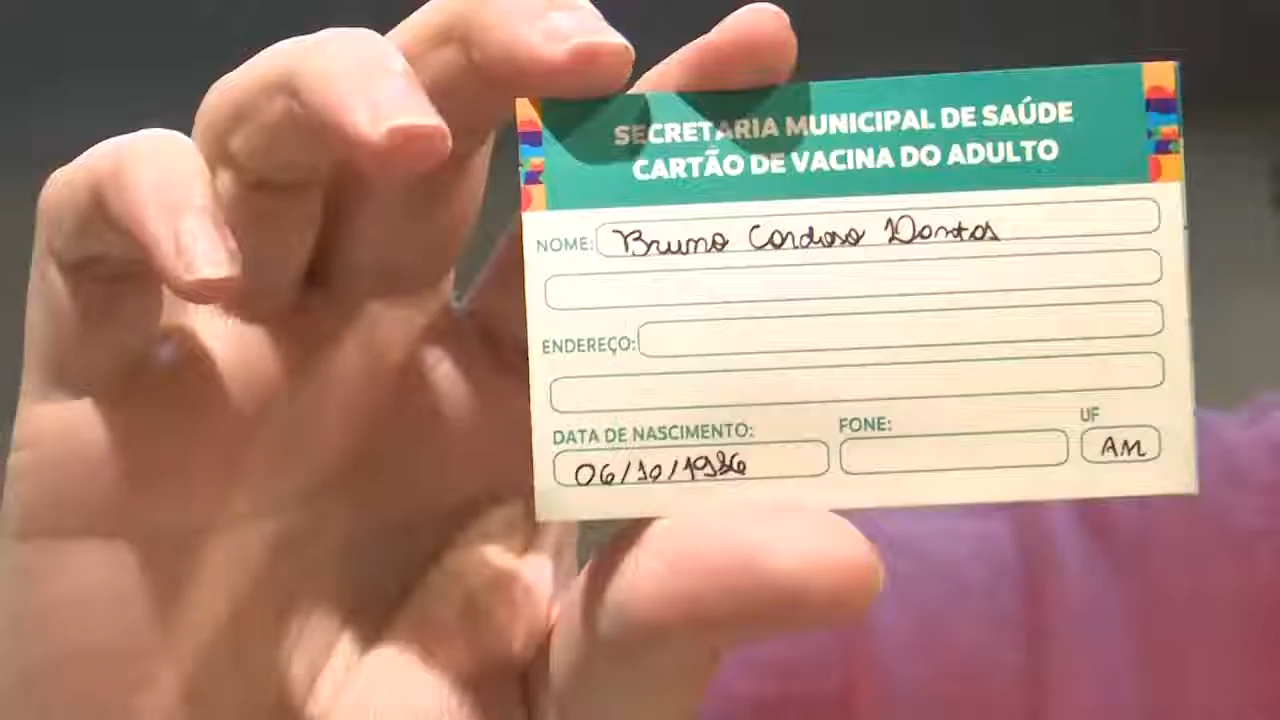 SECRETARIA MUNICIPAL DE SAÚDE
CARTÃO DE VACINA DO ADULTO
NOME: Bruno Cardoso Dantas
ENDEREÇO:
DATA DE NASCIMENTO: FONE: UF
06/10/1986 AM